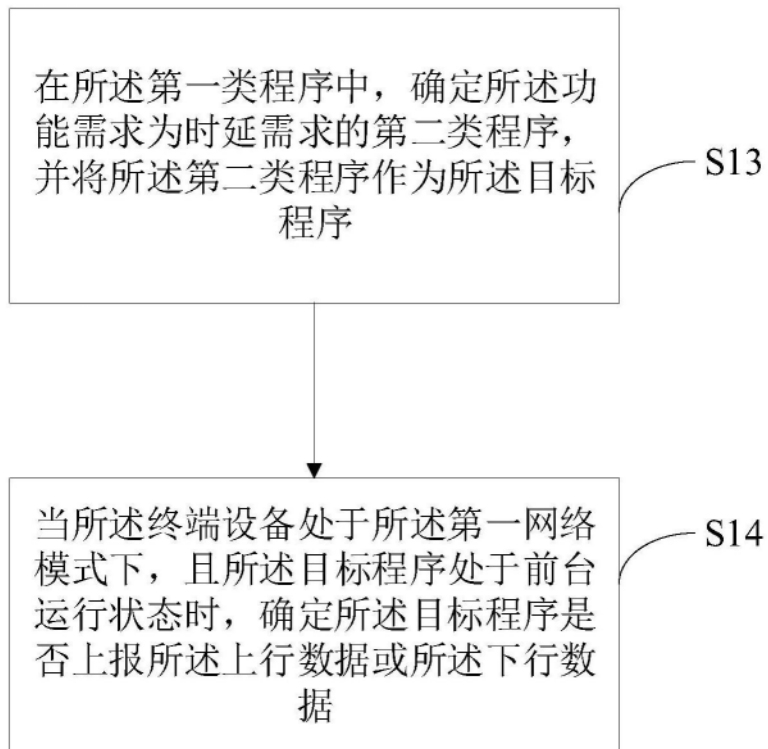 在所述第一类程序中，确定所述功
能需求为时延需求的第二类程序，
并将所述第二类程序作为所述目标
程序
S13
当所述终端设备处于所述第一网络
模式下，且所述目标程序处于前台
运行状态时，确定所述目标程序是
否上报所述上行数据或所述下行数
据
S14